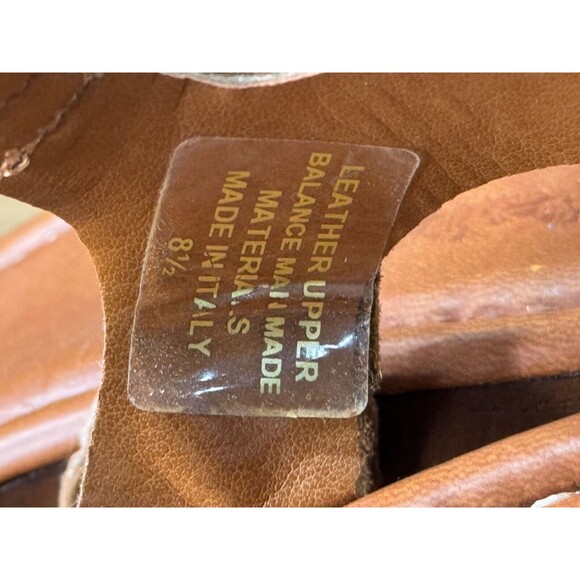 LEATHER UPPER
BALANCE MAN MADE
MATERIALS
MADE IN ITALY
8½